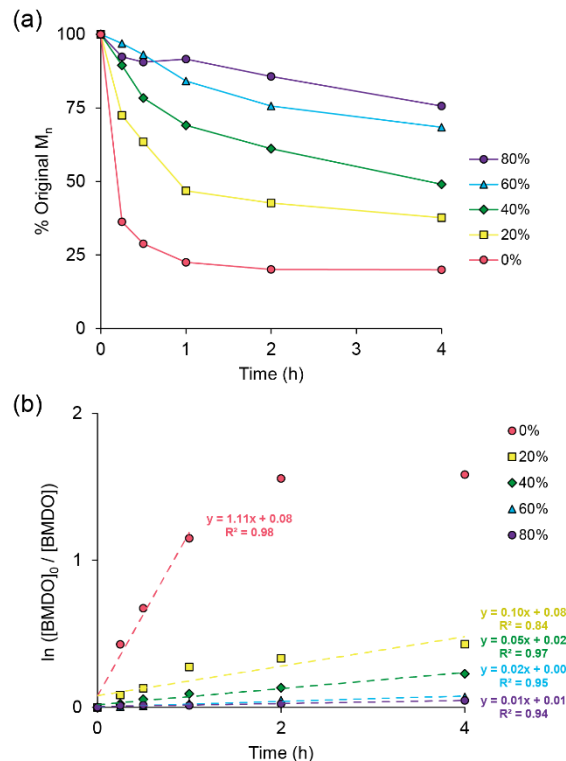 (a)
100
75
50
25
0
% Original Mₙ
0
1
2
3
4
Time (h)
80%
60%
40%
20%
0%
(b)
2
1
0
ln ([BMDO]₀ / [BMDO])
0
1
2
3
4
Time (h)
0%
20%
40%
60%
80%
y = 1.11x + 0.08
R² = 0.98
y = 0.10x + 0.08
R² = 0.84
y = 0.05x + 0.02
R² = 0.97
y = 0.02x + 0.00
R² = 0.95
y = 0.01x + 0.01
R² = 0.94